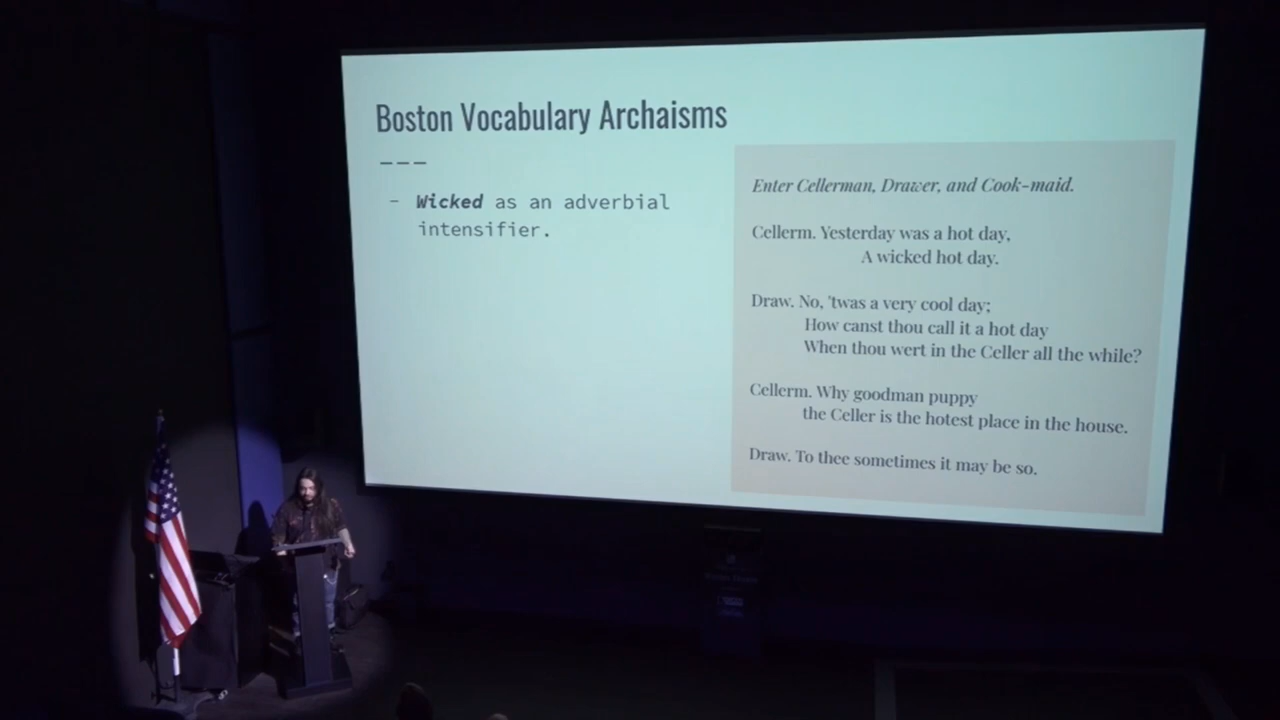 Boston Vocabulary Archaisms
---
- Wicked as an adverbial
intensifier.
Enter Cellerman, Drawer, and Cook-maid.
Cellerm. Yesterday was a hot day,
A wicked hot day.
Draw. No, 'twas a very cool day;
How canst thou call it a hot day
When thou wert in the Celler all the while?
Cellerm. Why goodman puppy
the Celler is the hotest place in the house.
Draw. To thee sometimes it may be so.